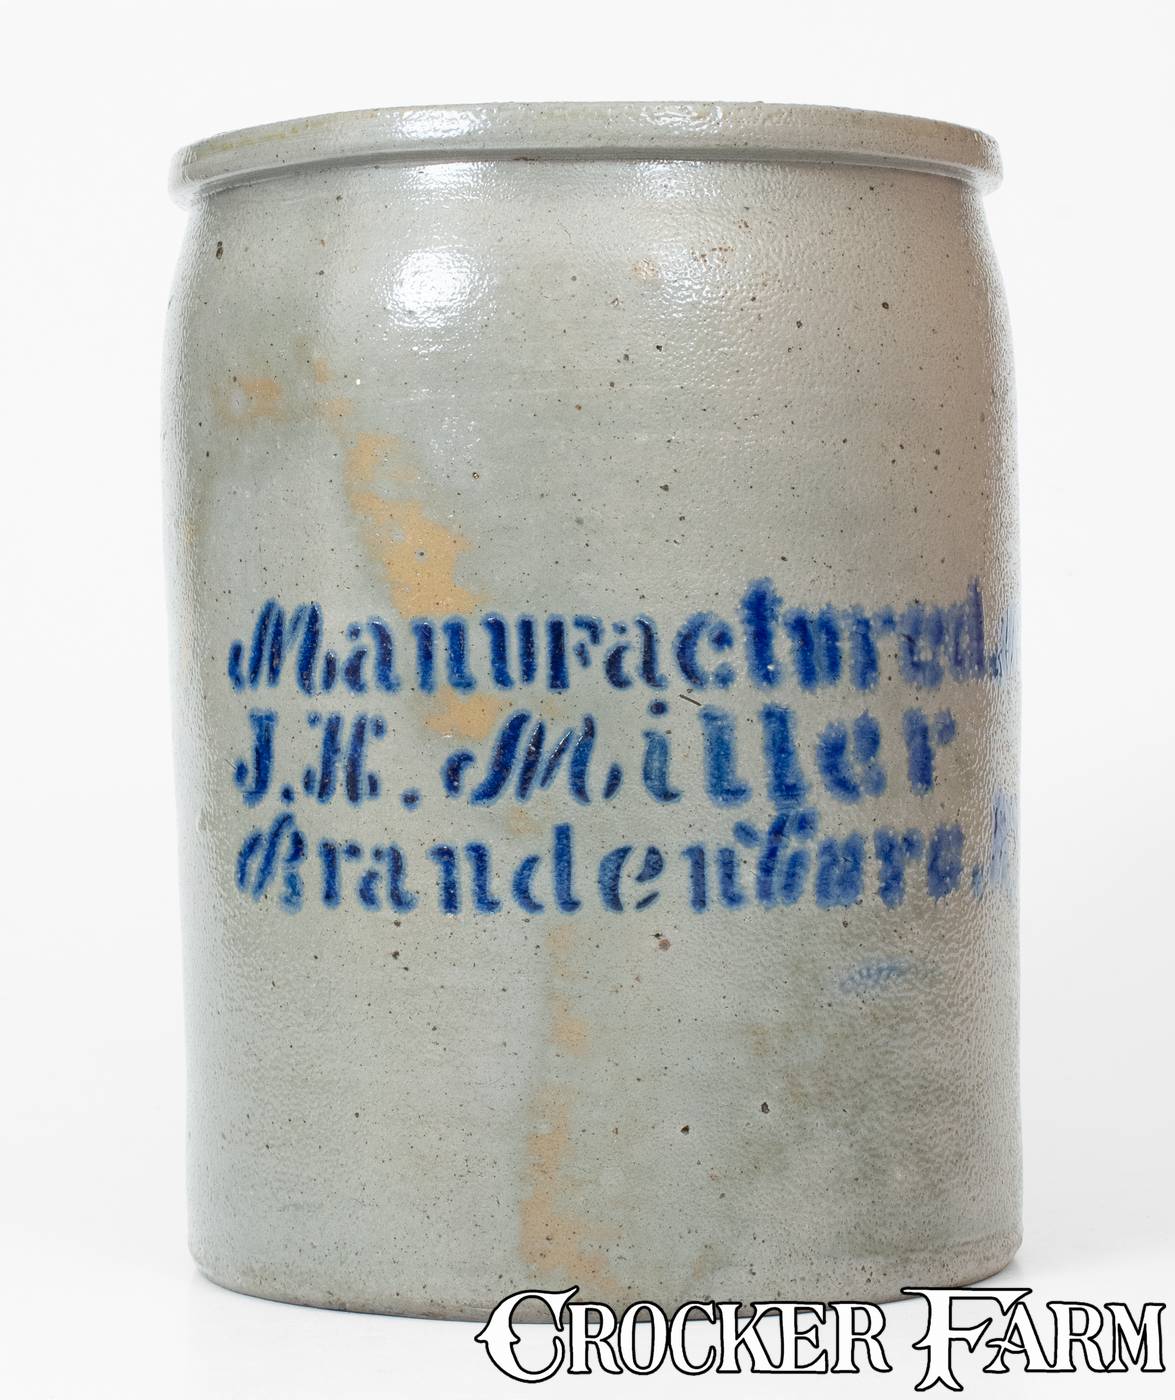 Manufactured.
J.H. Miller
Brandenburg.
CROCKER FARM